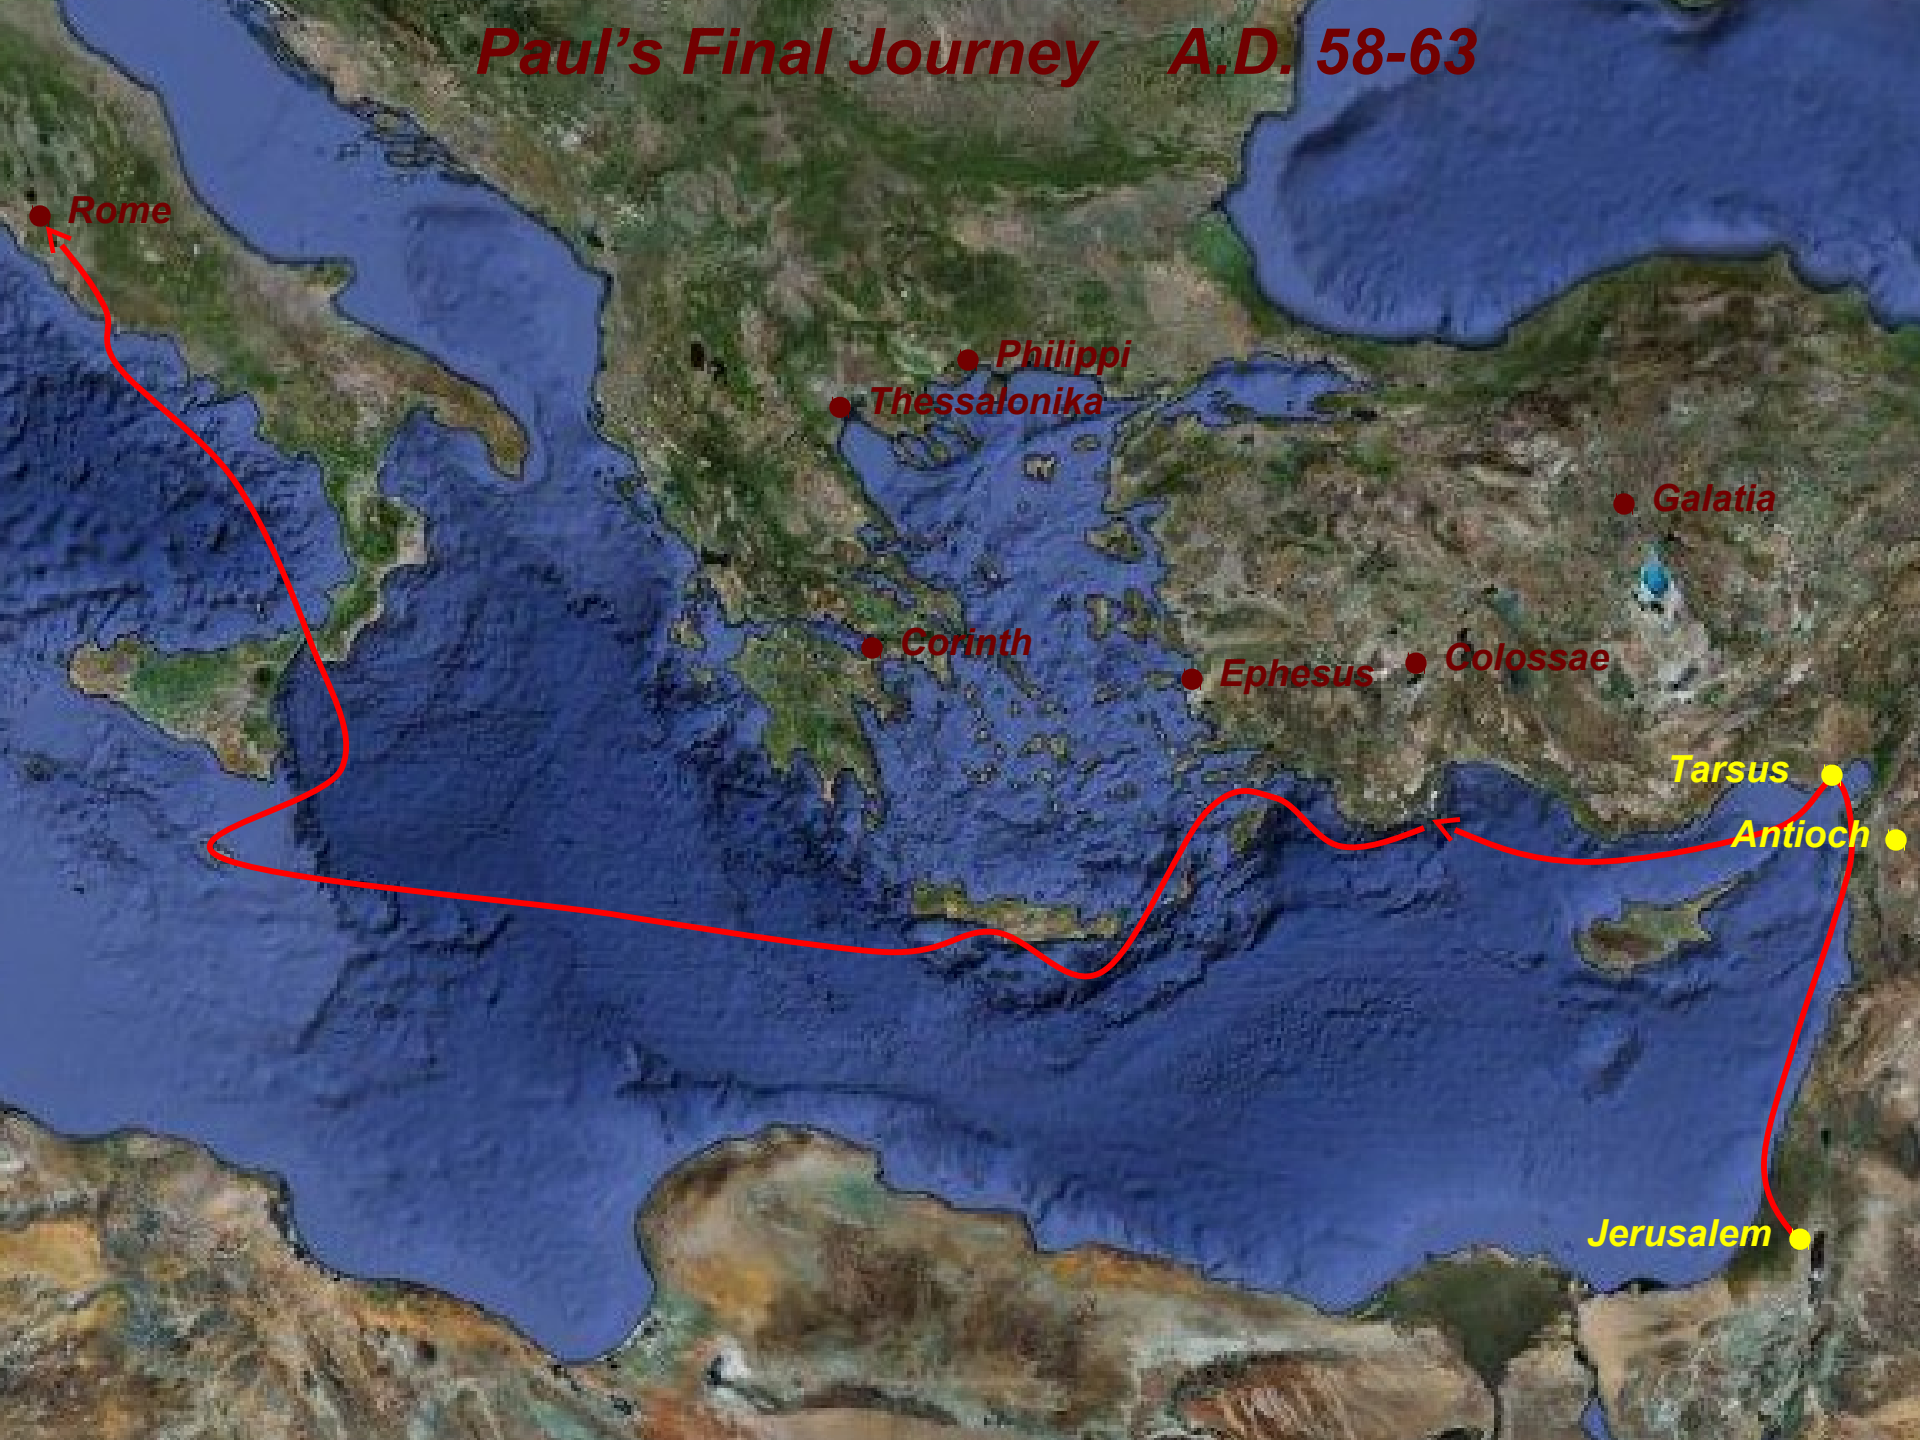 Paul's Final Journey A.D. 58-63
Rome
Philippi
Thessalonika
Galatia
Corinth
Colossae
Ephesus
Tarsus
Antioch
Jerusalem